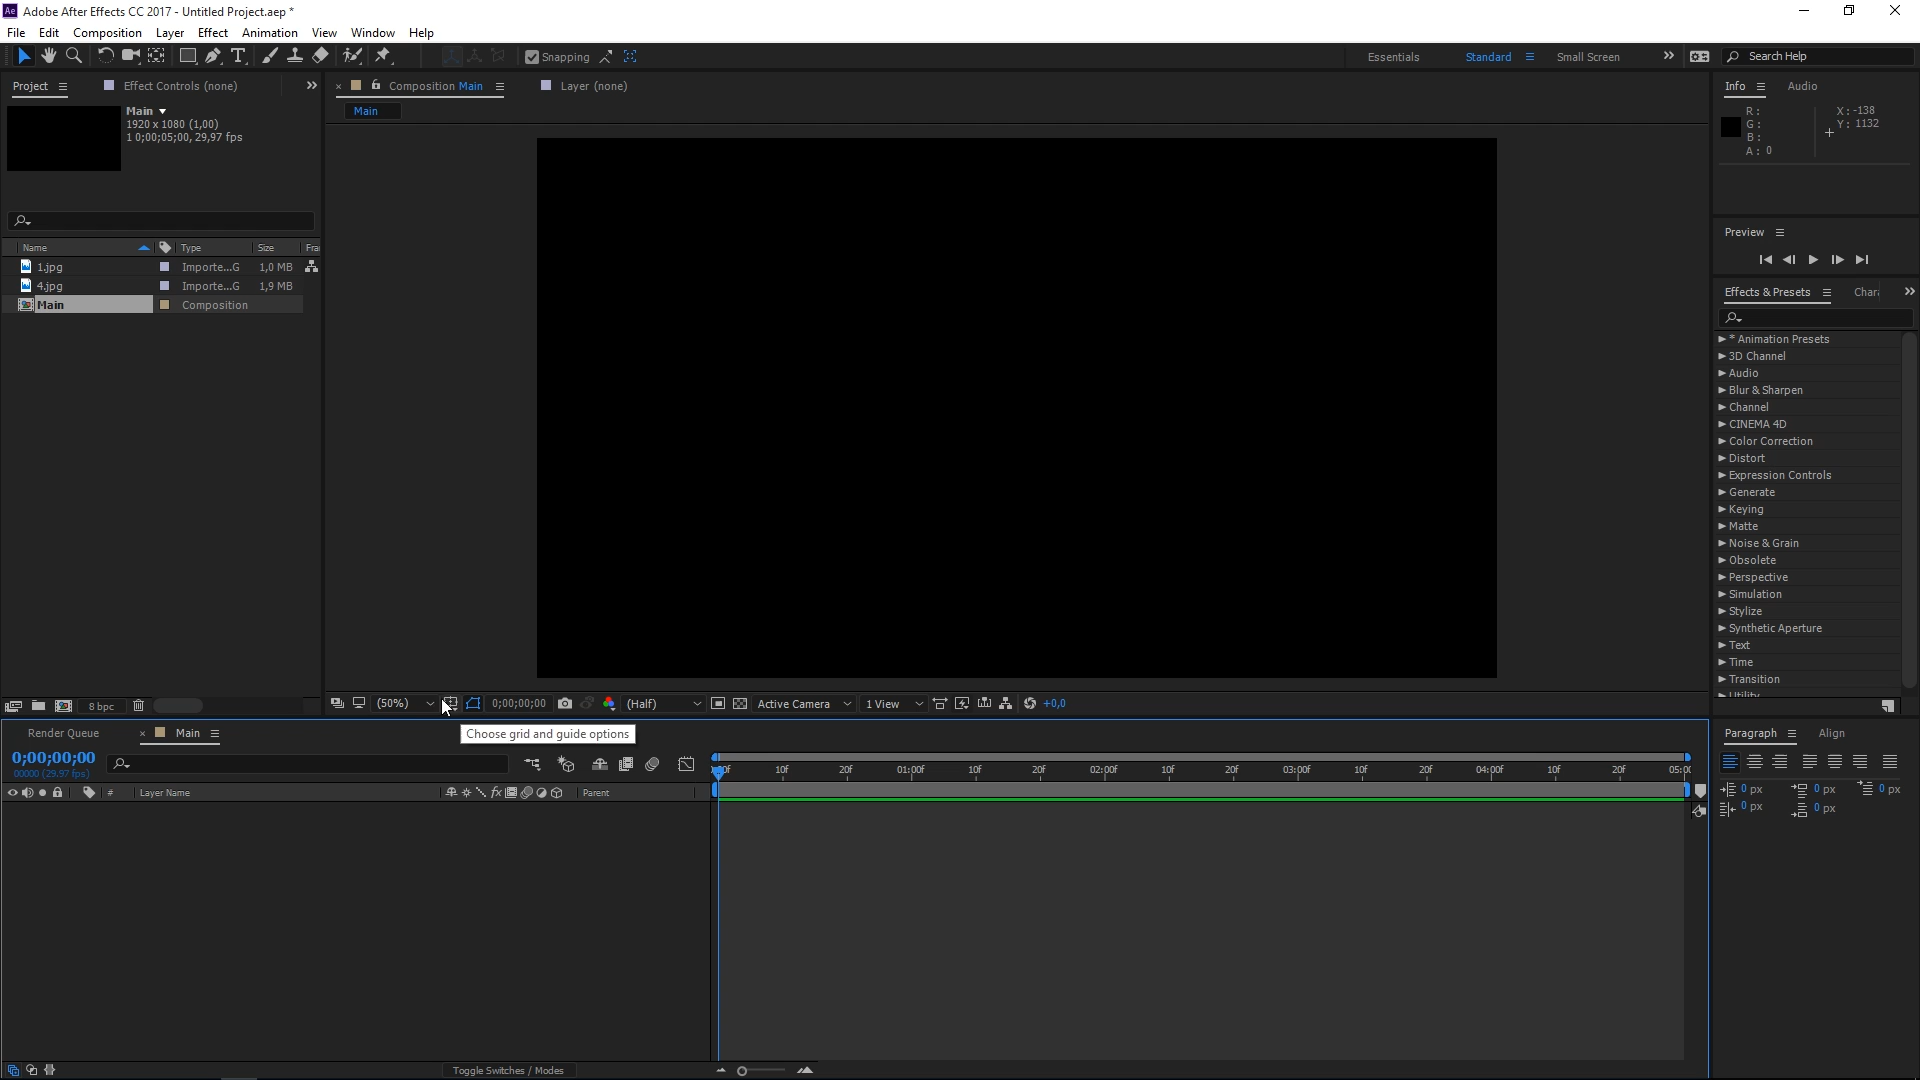 Ae Adobe After Effects CC 2017 - Untitled Project.aep *
File Edit Composition Layer Effect Animation View Window Help
T Snapping Essentials Standard Small Screen Search Help
Project Effect Controls (none) Composition Main Layer (none) Info Audio
Main
1920 x 1080 (1,00)
1 0;00;05;00, 29,97 fps
Main
R:
G:
B:
A: 0
X: -138
Y: 1132
Preview
Name Type Size Fra
1.jpg Importe...G 1,0 MB
4.jpg Importe...G 1,9 MB
Main Composition
Effects & Presets
* Animation Presets
3D Channel
Audio
Blur & Sharpen
Channel
CINEMA 4D
Color Correction
Distort
Expression Controls
Generate
Keying
Matte
Noise & Grain
Obsolete
Perspective
Simulation
Stylize
Synthetic Aperture
Text
Time
Transition
Utility
8 bpc
(50%) 0;00;00;00 (Half) Active Camera 1 View +0,0
Choose grid and guide options
Render Queue Main
0;00;00;00
00000 (29.97 fps)
10f 20f 01:00f 10f 20f 02:00f 10f 20f 03:00f 10f 20f 04:00f 10f 20f
# Layer Name fx Parent
Toggle Switches / Modes
Paragraph Align
0 px 0 px 0 px
0 px 0 px